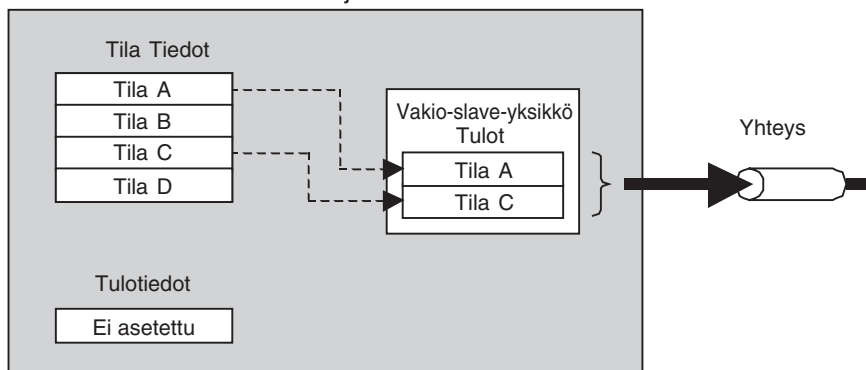 Tila Tiedot
Tila A
Tila B
Tila C
Tila D
Vakio-slave-yksikkö
Tulot
Tila A
Tila C
Yhteys
Tulotiedot
Ei asetettu